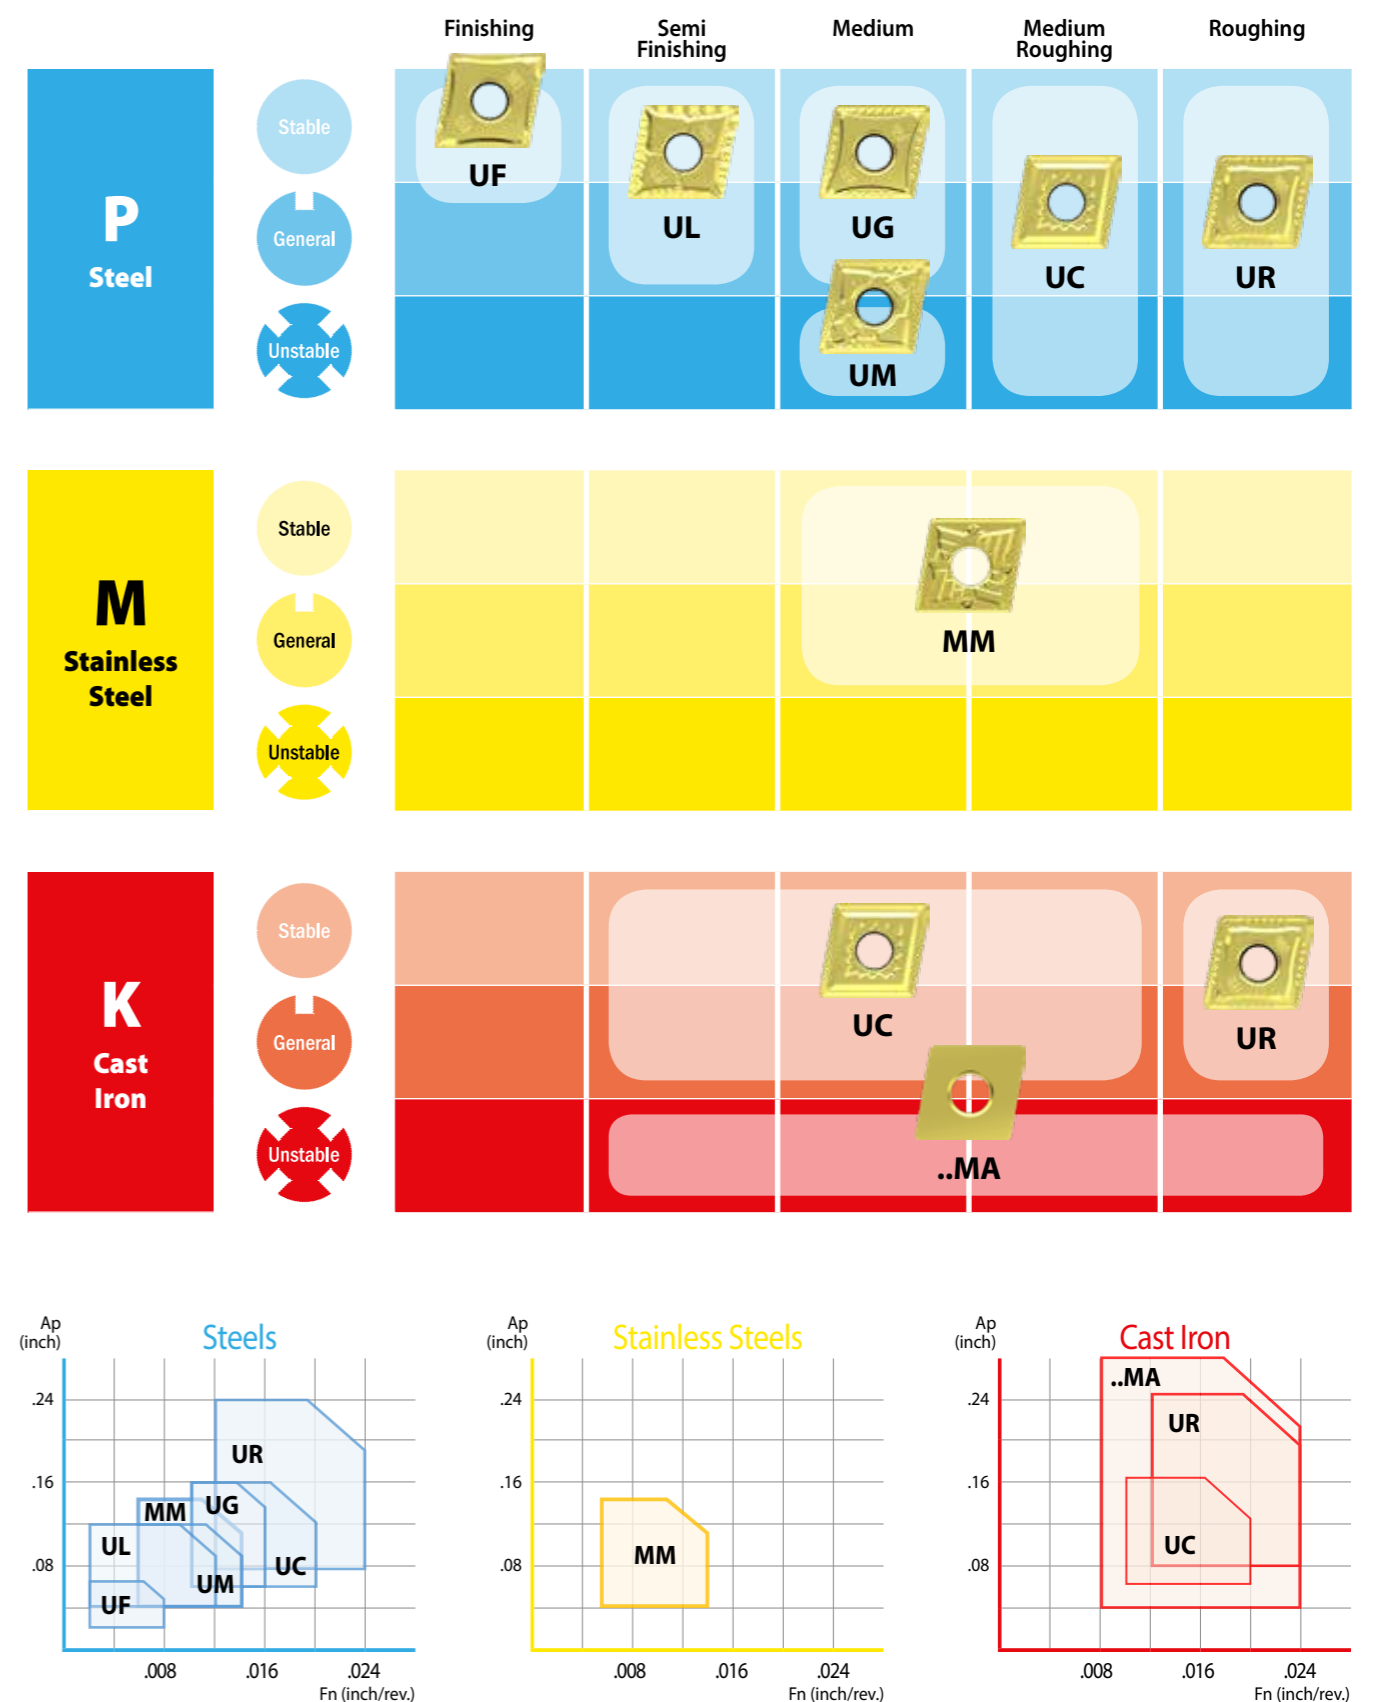 Finishing
Semi
Finishing
Medium
Medium
Roughing
Roughing
P
Steel
Stable
General
Unstable
UF
UL
UG
UM
UC
UR
M
Stainless
Steel
Stable
General
Unstable
MM
K
Cast
Iron
Stable
General
Unstable
UC
UR
..MA
Ap
(inch)
Steels
.24
.16
.08
UR
MM
UG
UL
UC
UM
UF
.008
.016
.024
Fn (inch/rev.)
Ap
(inch)
Stainless Steels
.24
.16
.08
MM
.008
.016
.024
Fn (inch/rev.)
Ap
(inch)
Cast Iron
..MA
.24
UR
.16
UC
.08
.008
.016
.024
Fn (inch/rev.)